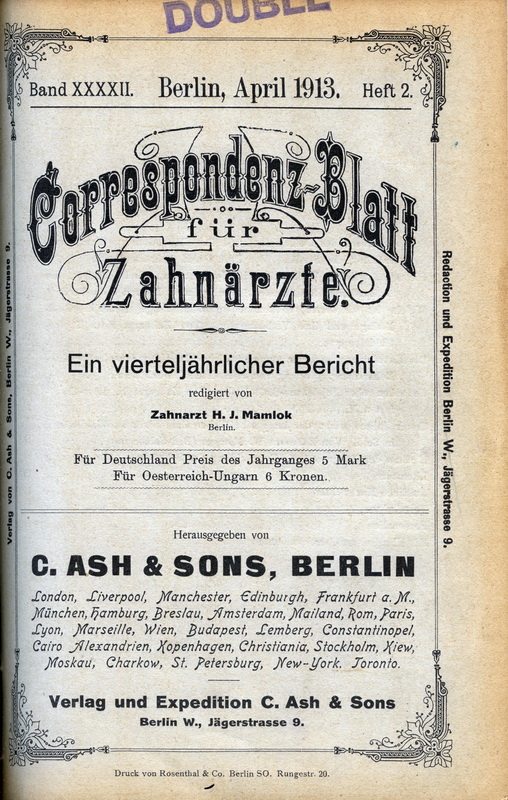 DOUBLE
Band XXXXII. Berlin, April 1913. Heft 2.
Correspondenz-Blatt
für
Zahnärzte.
Ein vierteljährlicher Bericht
redigiert von
Zahnarzt H. J. Mamlok
Berlin.
Für Deutschland Preis des Jahrganges 5 Mark
Für Oesterreich-Ungarn 6 Kronen.
Herausgegeben von
C. ASH & SONS, BERLIN
London, Liverpool, Manchester, Edinburgh, Frankfurt a. M.,
München, Hamburg, Breslau, Amsterdam, Mailand, Rom, Paris,
Lyon, Marseille, Wien, Budapest, Lemberg, Constantinopel,
Cairo Alexandrien, Kopenhagen, Christiania, Stockholm, Kiew,
Moskau, Charkow, St. Petersburg, New-York. Toronto.
Verlag und Expedition C. Ash & Sons
Berlin W., Jägerstrasse 9.
Druck von Rosenthal & Co. Berlin SO. Rungestr. 20.
Verlag von C. Ash & Sons, Berlin W., Jägerstrasse 9.
Redaction und Expedition Berlin W., Jägerstrasse 9.